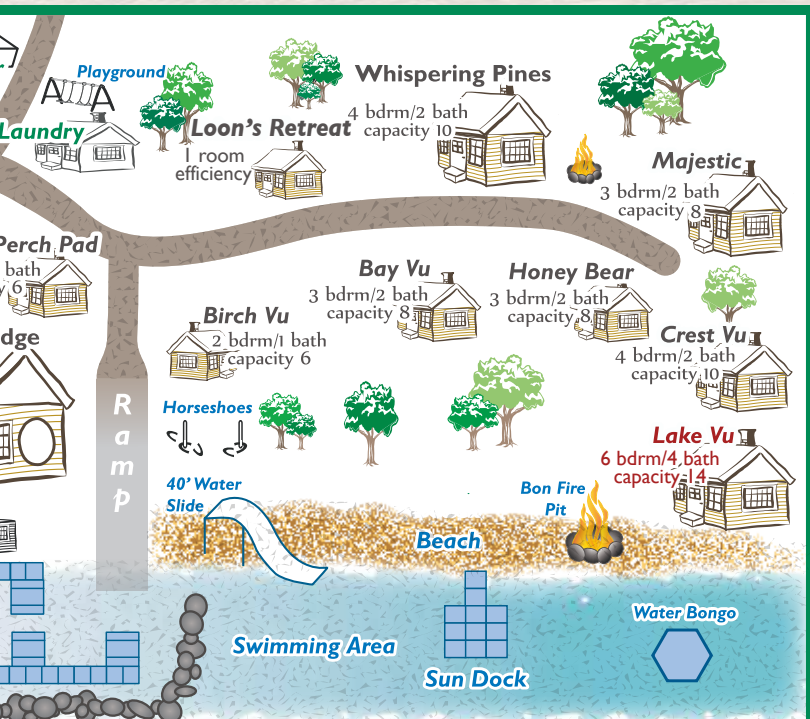 Playground
Laundry
Whispering Pines
4 bdrm/2 bath
capacity 10
Loon's Retreat
1 room
efficiency
Majestic
3 bdrm/2 bath
capacity 8
Perch Pad
bath
6
Bay Vu
3 bdrm/2 bath
capacity 8
Honey Bear
3 bdrm/2 bath
capacity 8
Birch Vu
2 bdrm/1 bath
capacity 6
Crest Vu
4 bdrm/2 bath
capacity 10
dge
Ramp
Horseshoes
Lake Vu
6 bdrm/4 bath
capacity 14
40' Water
Slide
Bon Fire
Pit
Beach
Water Bongo
Swimming Area
Sun Dock